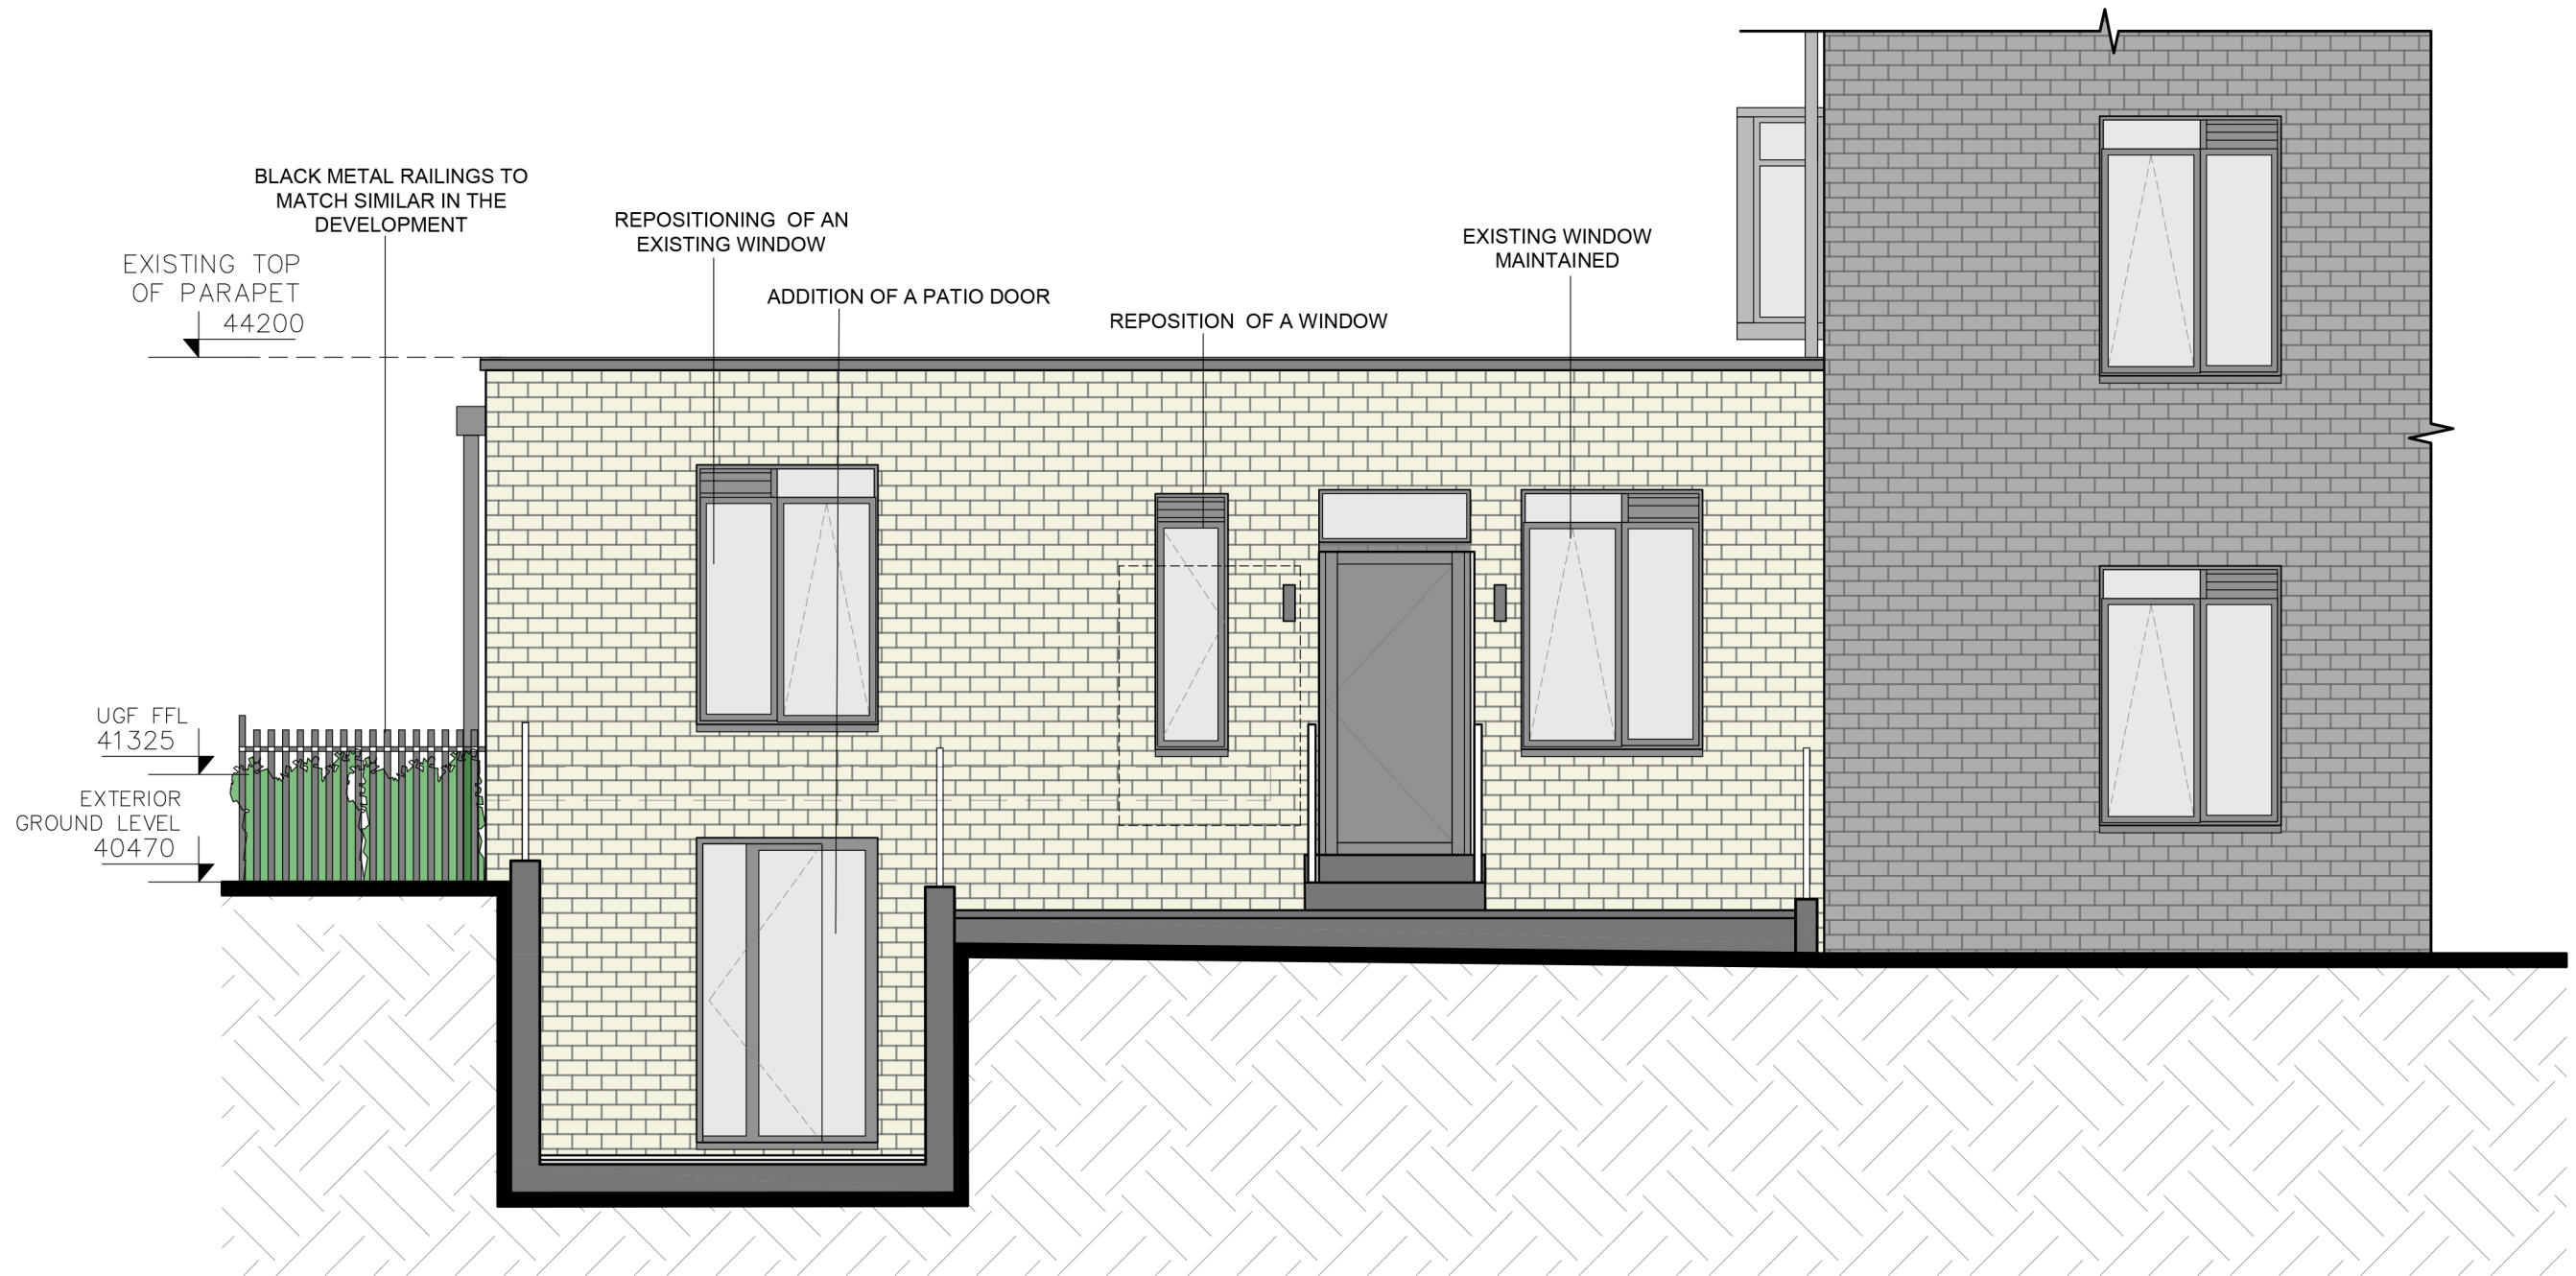 BLACK METAL RAILINGS TO
MATCH SIMILAR IN THE
DEVELOPMENT
REPOSITIONING OF AN
EXISTING WINDOW
EXISTING WINDOW
MAINTAINED
EXISTING TOP
OF PARAPET
44200
ADDITION OF A PATIO DOOR
REPOSITION OF A WINDOW
UGF FFL
41325
EXTERIOR
GROUND LEVEL
40470